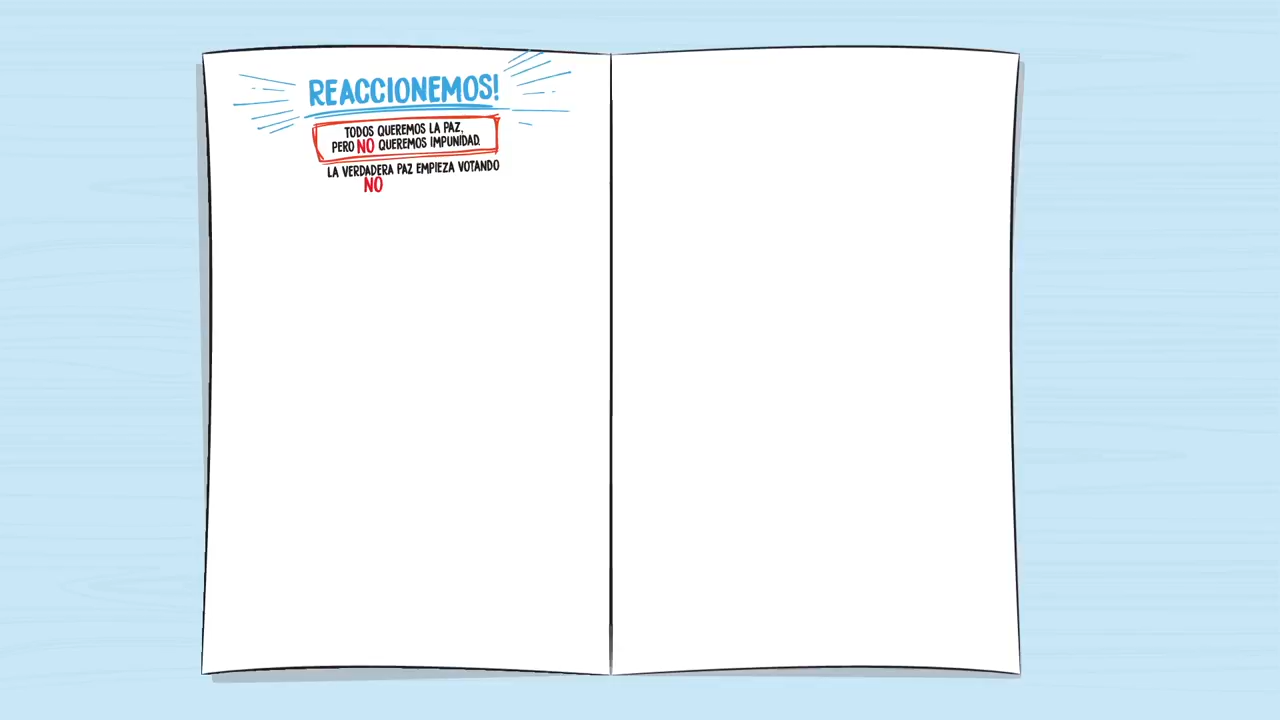 REACCIONEMOS!
TODOS QUEREMOS LA PAZ,
PERO NO QUEREMOS IMPUNIDAD.
LA VERDADERA PAZ EMPIEZA VOTANDO
NO